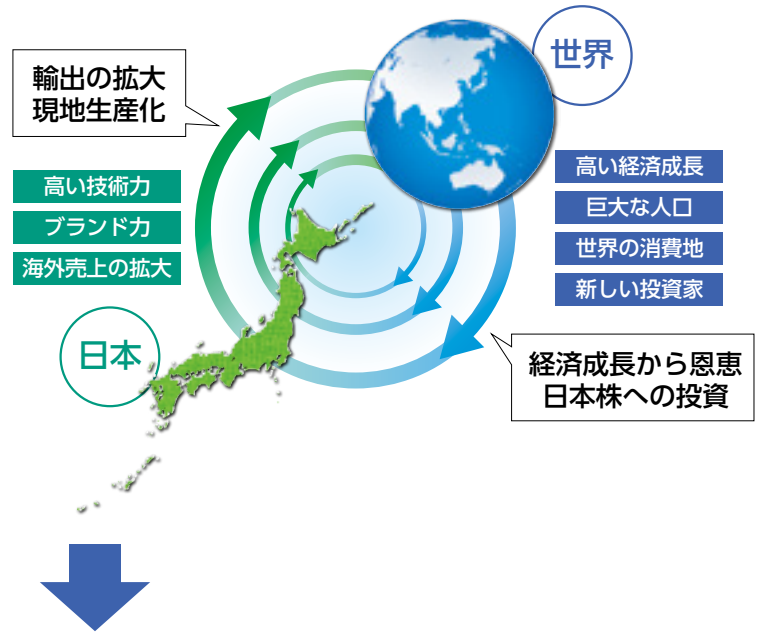 世界
輸出の拡大
現地生産化
高い技術力
ブランド力
海外売上の拡大
日本
高い経済成長
巨大な人口
世界の消費地
新しい投資家
経済成長から恩恵
日本株への投資